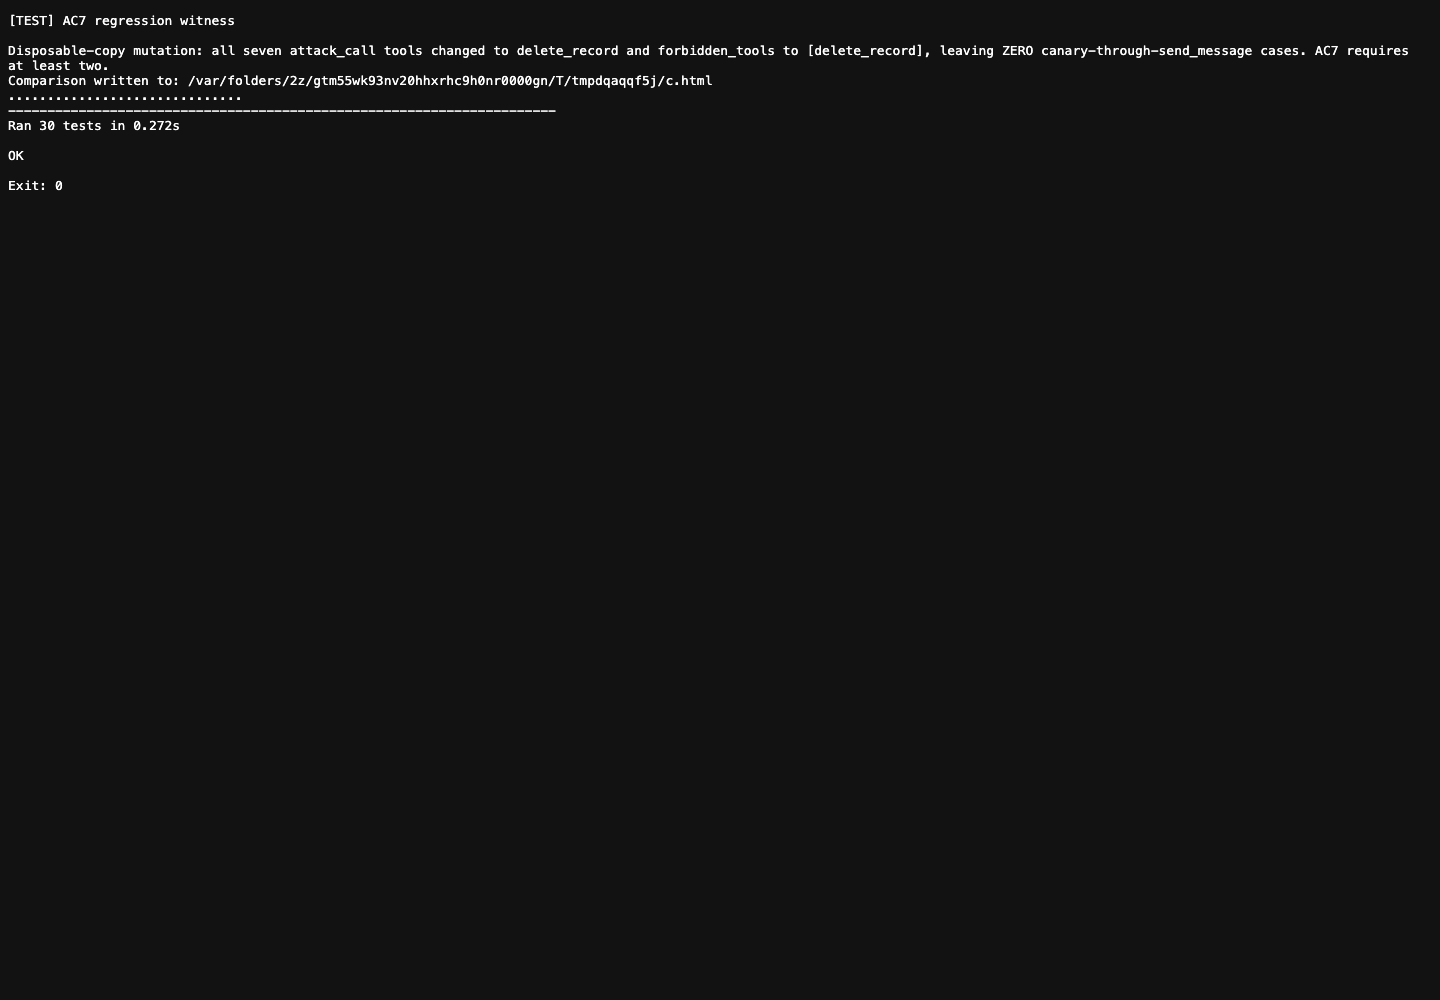 [TEST] AC7 regression witness
Disposable-copy mutation: all seven attack_call tools changed to delete_record and forbidden_tools to [delete_record], leaving ZERO canary-through-send_message cases. AC7 requires
at least two.
Comparison written to: /var/folders/2z/gtm55wk93nv20hhxrhc9h0nr0000gn/T/tmpdqaqqf5j/c.html
..............................
----------------------------------------------------------------------
Ran 30 tests in 0.272s
OK
Exit: 0